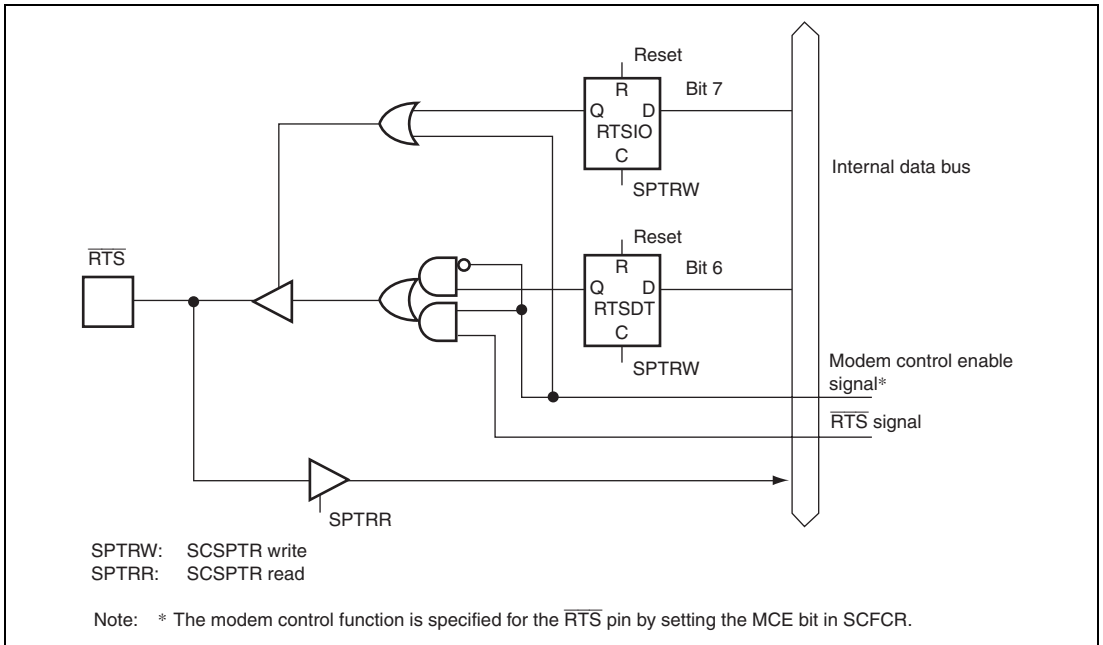 Reset
R
Bit 7
Q D
RTSIO
C
SPTRW
Internal data bus
Reset
R
Bit 6
Q D
RTSDT
C
SPTRW
RTS
Modem control enable
signal*
RTS signal
SPTRR
SPTRW: SCSPTR write
SPTRR: SCSPTR read
Note: * The modem control function is specified for the RTS pin by setting the MCE bit in SCFCR.